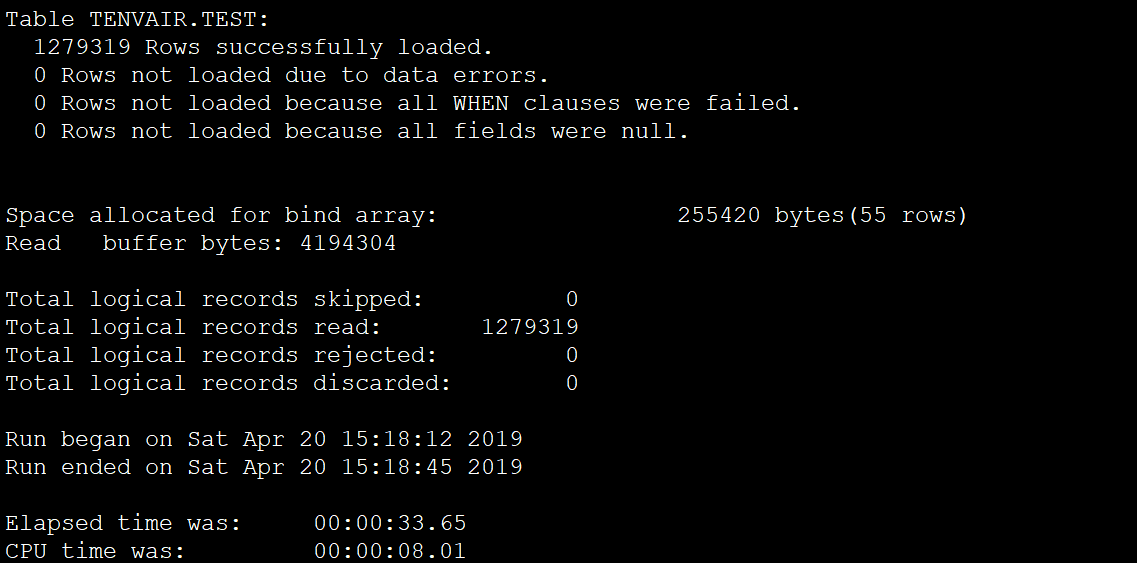 Table TENVAIR.TEST:
  1279319 Rows successfully loaded.
  0 Rows not loaded due to data errors.
  0 Rows not loaded because all WHEN clauses were failed.
  0 Rows not loaded because all fields were null.
Space allocated for bind array:                 255420 bytes(55 rows)
Read   buffer bytes: 4194304
Total logical records skipped:          0
Total logical records read:       1279319
Total logical records rejected:         0
Total logical records discarded:        0
Run began on Sat Apr 20 15:18:12 2019
Run ended on Sat Apr 20 15:18:45 2019
Elapsed time was:     00:00:33.65
CPU time was:         00:00:08.01